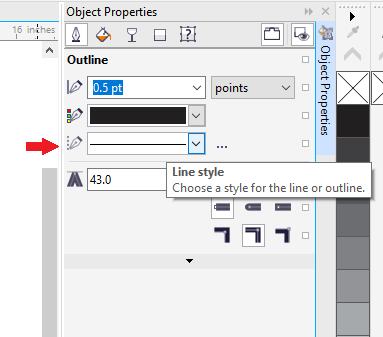 Object Properties
16 inches
Outline
0.5 pt
points
...
Line style
Choose a style for the line or outline.
43.0
Object Properties